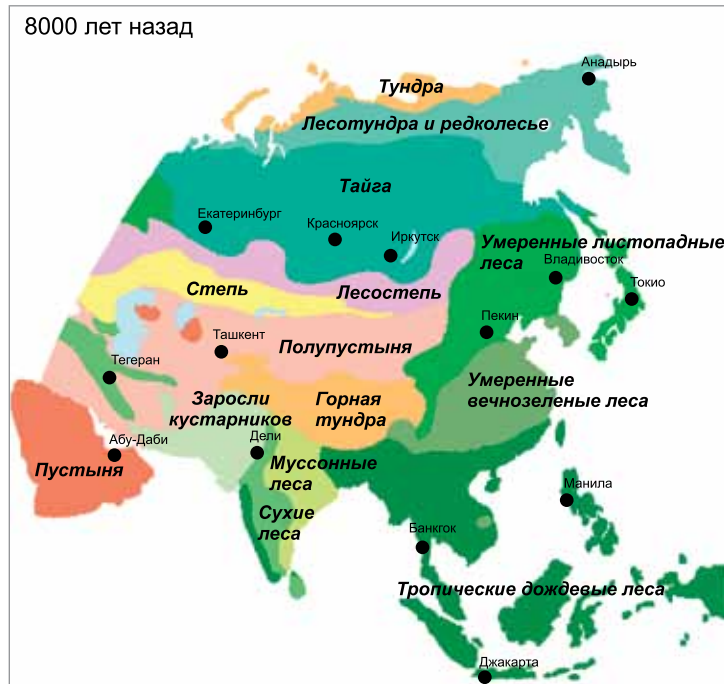 8000 лет назад
Анадырь
Тундра
Лесотундра и редколесье
Тайга
Екатеринбург
Красноярск
Иркутск
Умеренные листопадные
леса
Владивосток
Степь
Лесостепь
Токио
Пекин
Ташкент
Полупустыня
Тегеран
Умеренные
вечнозеленые леса
Заросли
кустарников
Горная
тундра
Абу-Даби
Дели
Пустыня
Муссонные
леса
Манила
Сухие
леса
Банкгок
Тропические дождевые леса
Джакарта